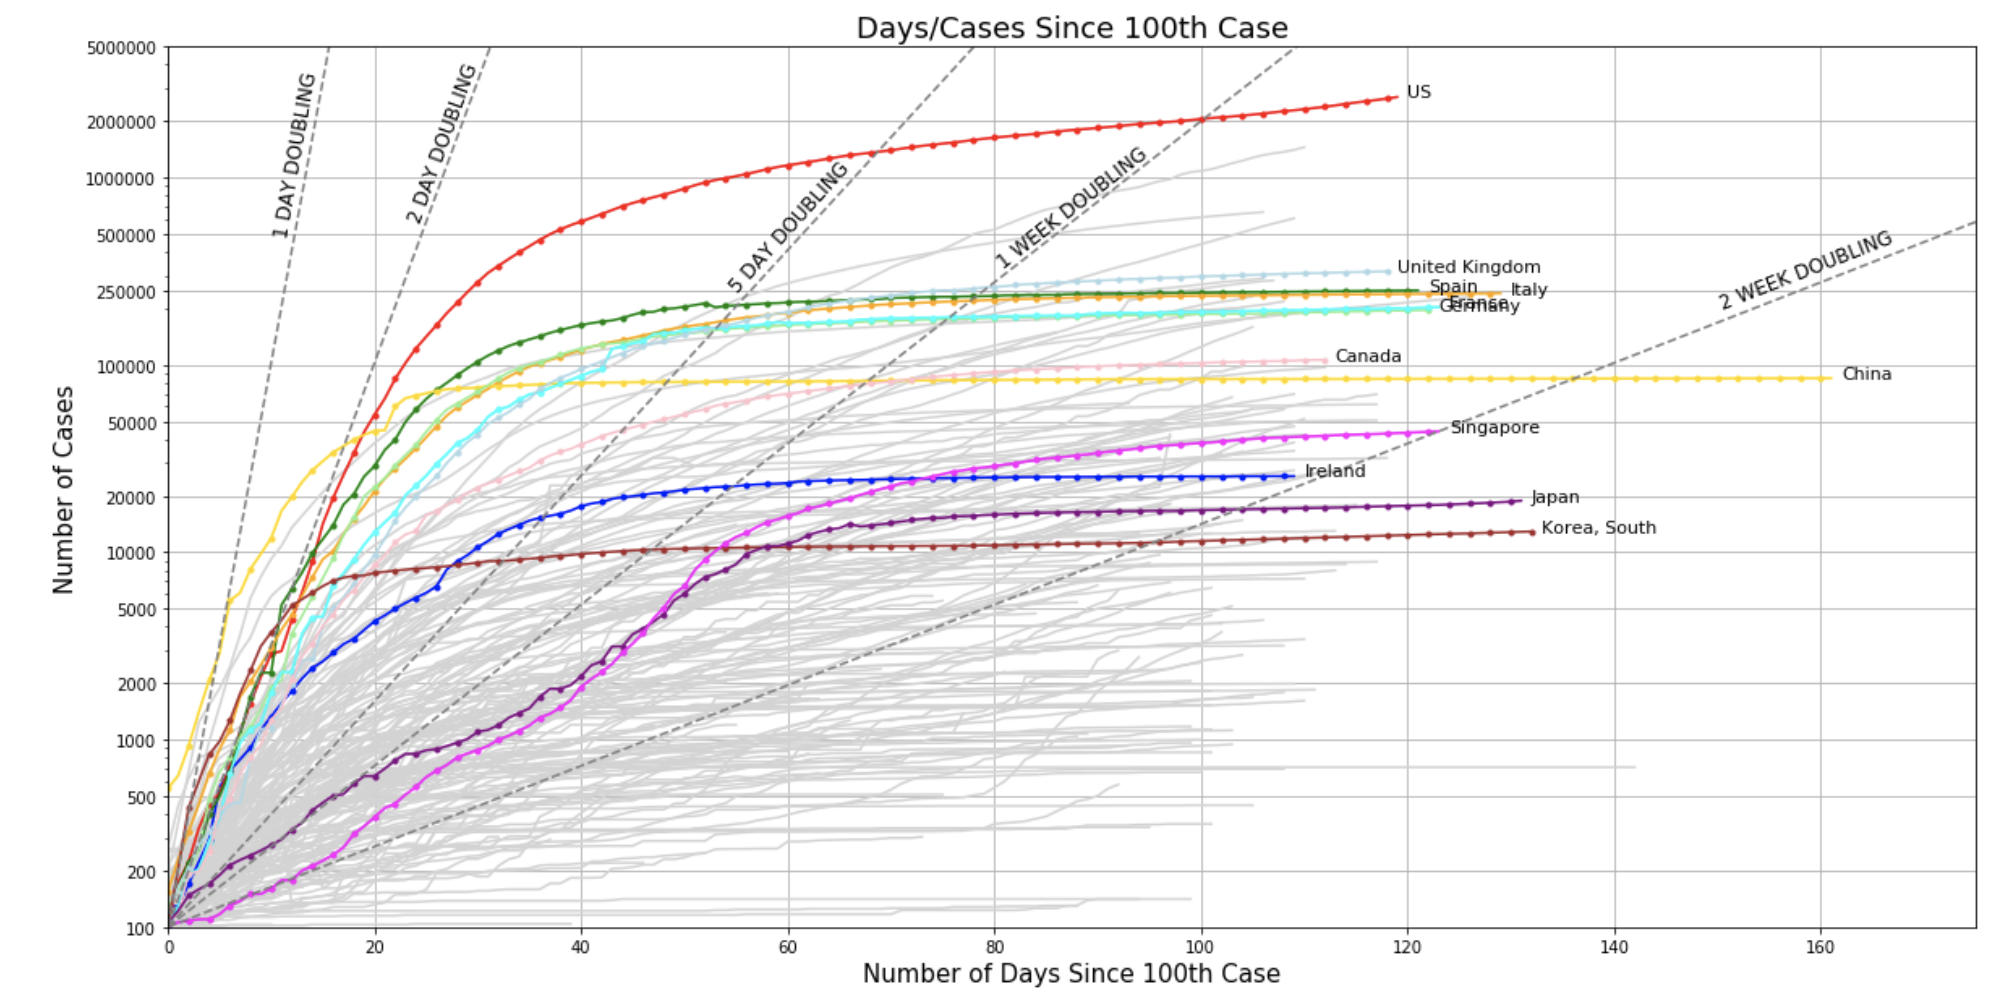 Days/Cases Since 100th Case
Number of Cases
5000000
2000000
1000000
500000
250000
100000
50000
20000
10000
5000
2000
1000
500
200
100
1 DAY DOUBLING
2 DAY DOUBLING
5 DAY DOUBLING
1 WEEK DOUBLING
2 WEEK DOUBLING
US
United Kingdom
Spain
Italy
France
Germany
Canada
China
Singapore
Ireland
Japan
Korea, South
0 20 40 60 80 100 120 140 160
Number of Days Since 100th Case